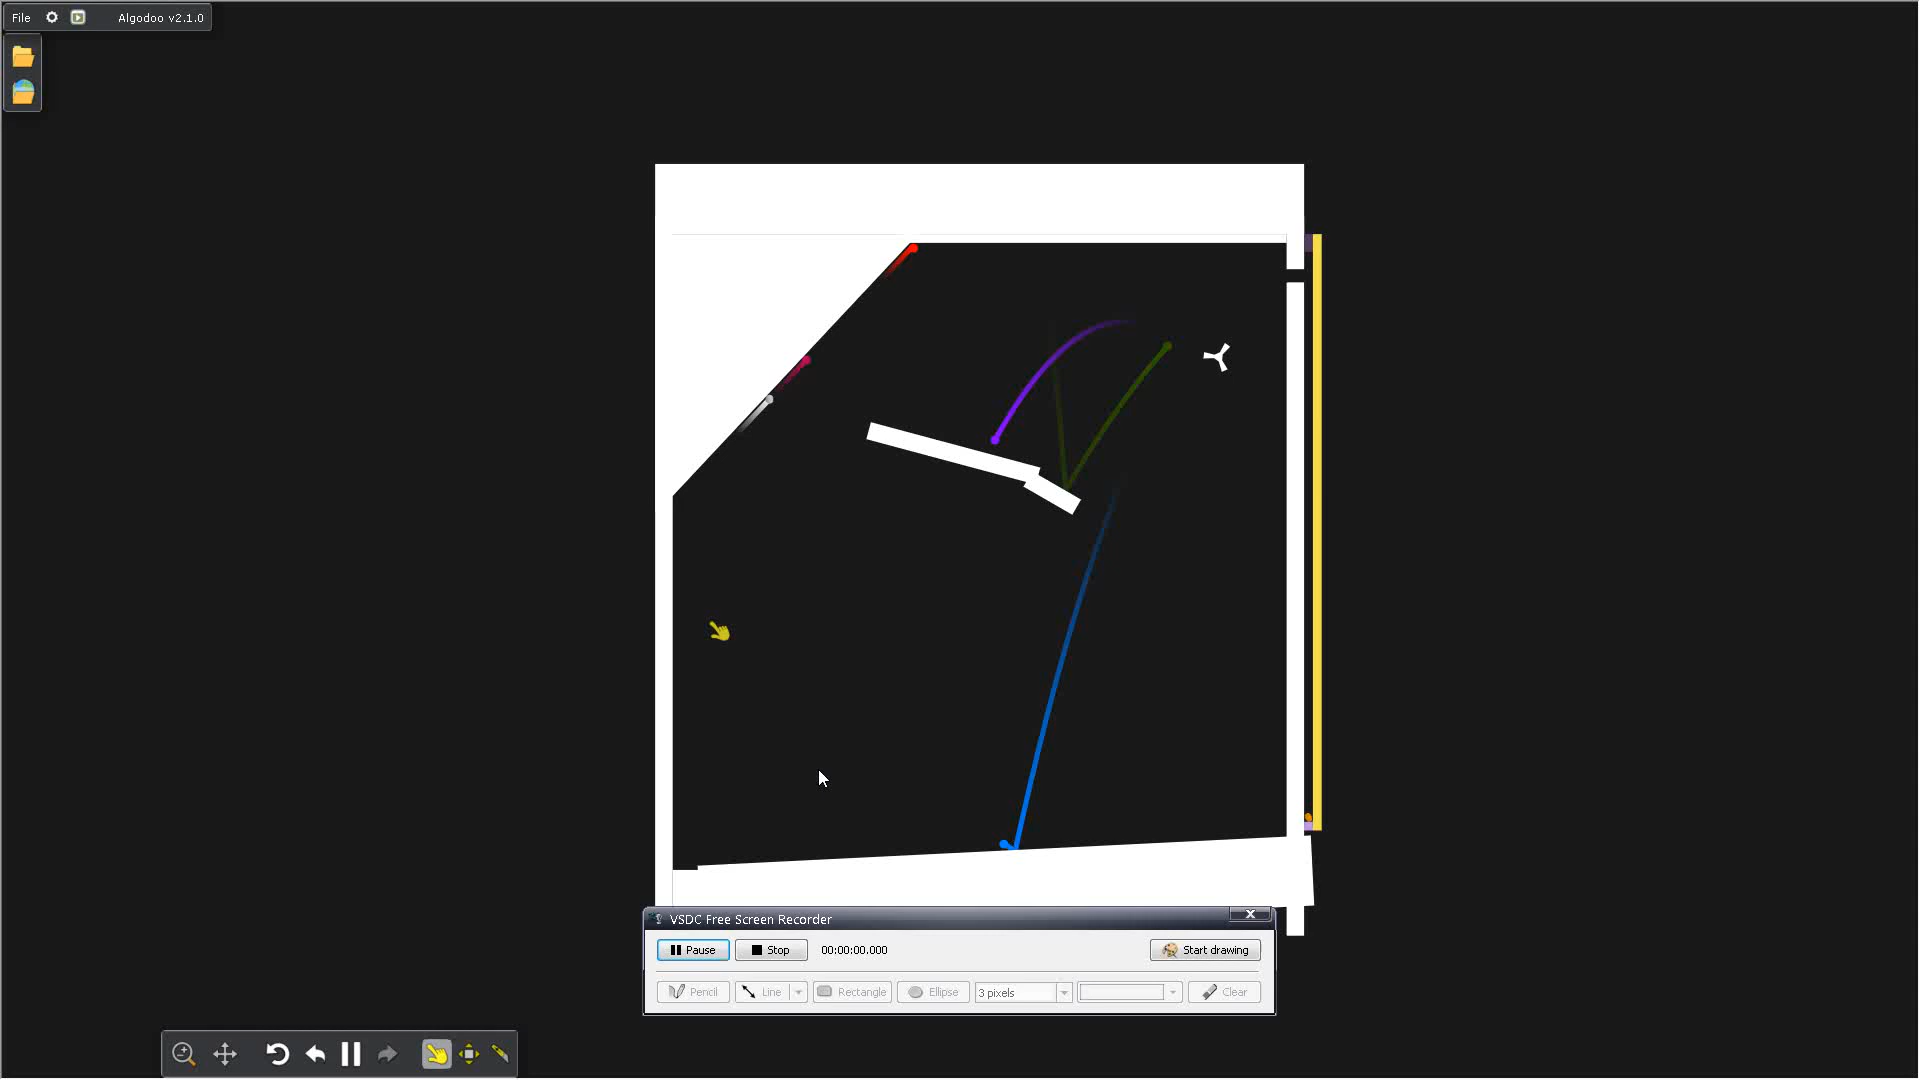 File Algodoo v2.1.0
VSDC Free Screen Recorder
Pause Stop 00:00:00.000 Start drawing
Pencil Line Rectangle Ellipse 3 pixels Clear